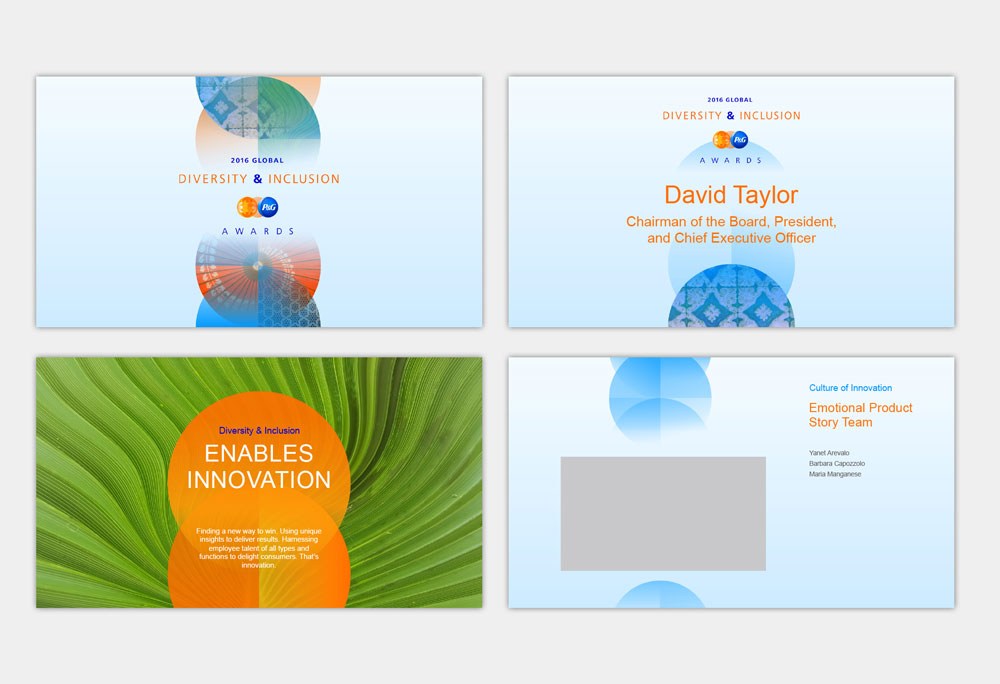 2016 GLOBAL
DIVERSITY & INCLUSION
P&G
AWARDS
2016 GLOBAL
DIVERSITY & INCLUSION
P&G
AWARDS
David Taylor
Chairman of the Board, President,
and Chief Executive Officer
Diversity & Inclusion
ENABLES
INNOVATION
Finding a new way to win. Using unique
insights to deliver results. Harnessing
employee talent of all types and
functions to delight consumers. That's
innovation.
Culture of Innovation
Emotional Product
Story Team
Yanet Arevalo
Barbara Capozzolo
Maria Manganese